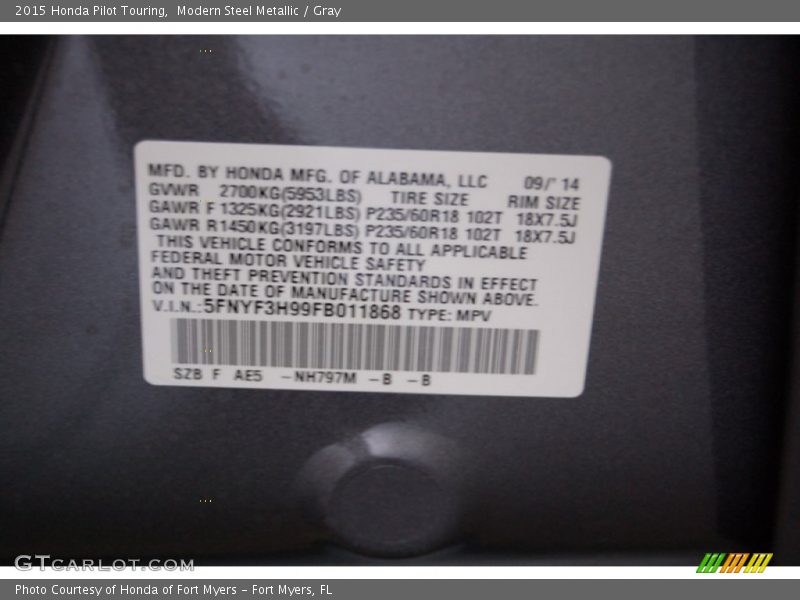 2015 Honda Pilot Touring,  Modern Steel Metallic / Gray
MFD. BY HONDA MFG. OF ALABAMA, LLC 09/' 14
GVWR 2700KG(5953LBS) TIRE SIZE RIM SIZE
GAWR F 1325KG(2921LBS) P235/60R18 102T 18X7.5J
GAWR R1450KG(3197LBS) P235/60R18 102T 18X7.5J
THIS VEHICLE CONFORMS TO ALL APPLICABLE
FEDERAL MOTOR VEHICLE SAFETY
AND THEFT PREVENTION STANDARDS IN EFFECT
ON THE DATE OF MANUFACTURE SHOWN ABOVE.
V.I.N.:5FNYF3H99FB011868 TYPE: MPV
SZB F AE5 -NH797M -B -B
GTCARLOT.COM
Photo Courtesy of Honda of Fort Myers - Fort Myers, FL